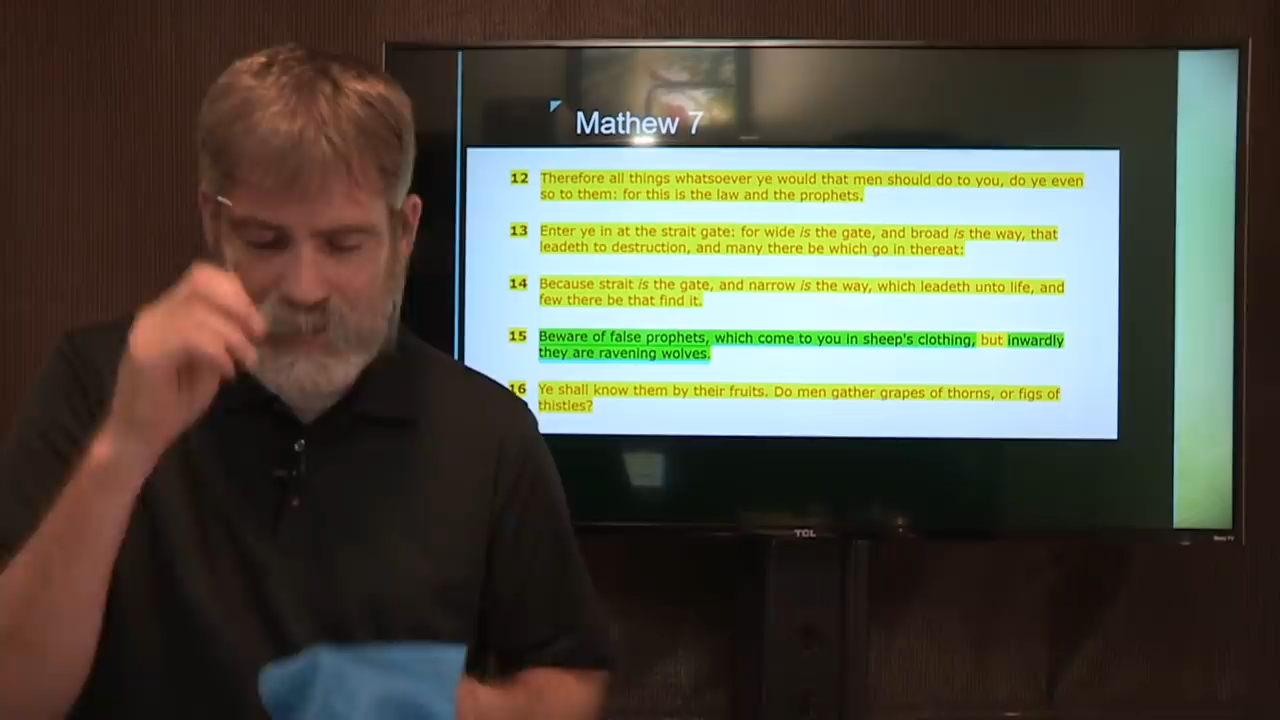 Mathew 7
12 Therefore all things whatsoever ye would that men should do to you, do ye even
so to them: for this is the law and the prophets.
13 Enter ye in at the strait gate: for wide is the gate, and broad is the way, that
leadeth to destruction, and many there be which go in thereat:
14 Because strait is the gate, and narrow is the way, which leadeth unto life, and
few there be that find it.
15 Beware of false prophets, which come to you in sheep's clothing, but inwardly
they are ravening wolves.
16 Ye shall know them by their fruits. Do men gather grapes of thorns, or figs of
thistles?
TCL
Roku TV